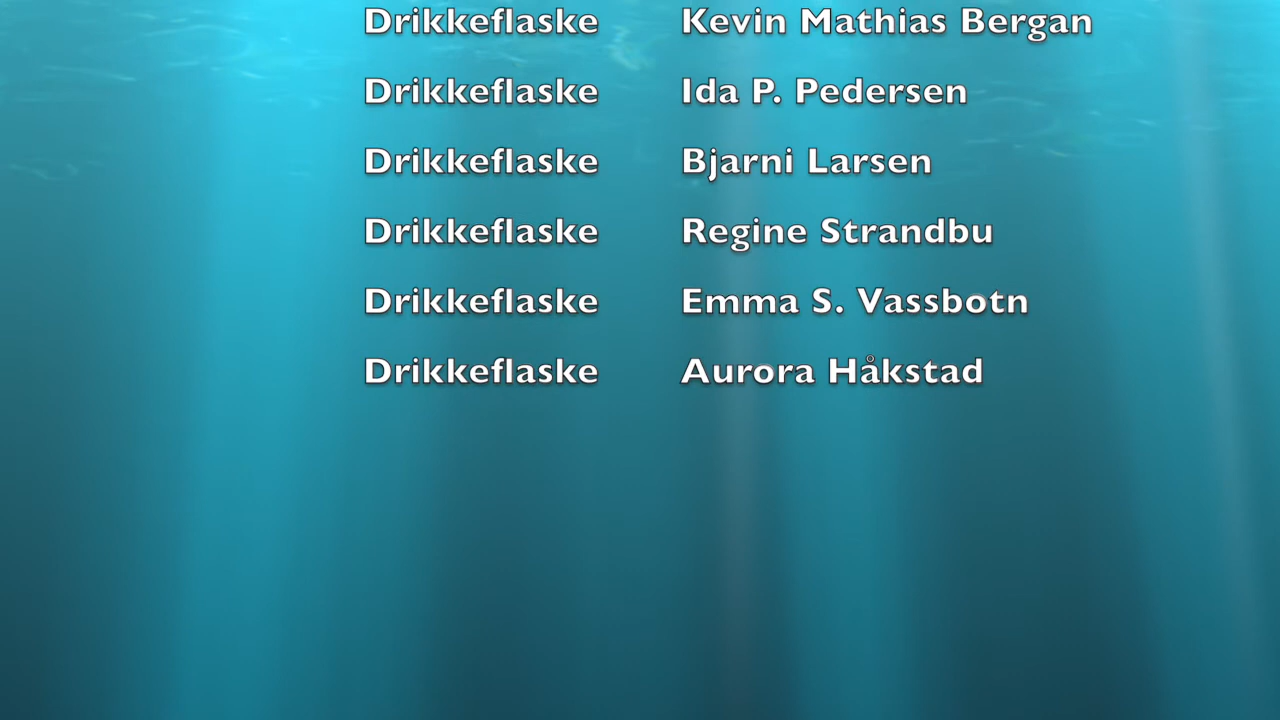 Drikkeflaske Kevin Mathias Bergan
Drikkeflaske Ida P. Pedersen
Drikkeflaske Bjarni Larsen
Drikkeflaske Regine Strandbu
Drikkeflaske Emma S. Vassbotn
Drikkeflaske Aurora Håkstad